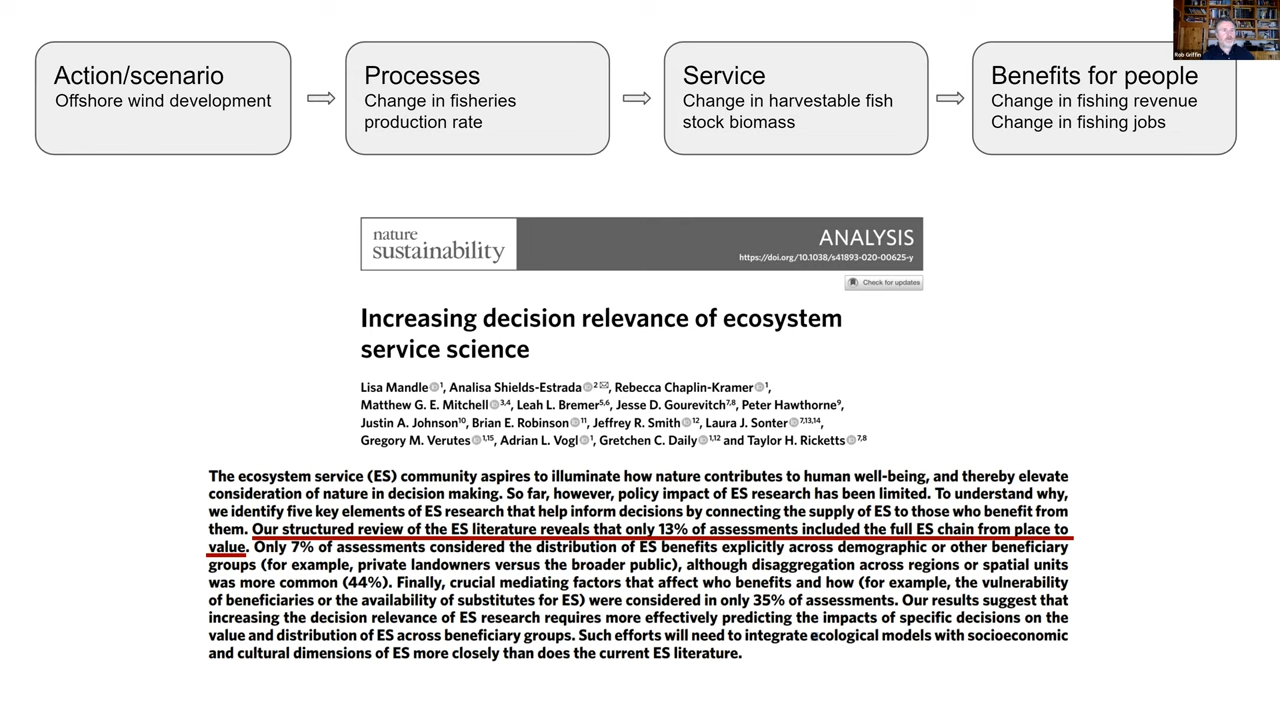 Action/scenario
Offshore wind development
Processes
Change in fisheries
production rate
Service
Change in harvestable fish
stock biomass
Benefits for people
Change in fishing revenue
Change in fishing jobs
Rob Griffin
nature
sustainability
ANALYSIS
https://doi.org/10.1038/s41893-020-00625-y
Check for updates
Increasing decision relevance of ecosystem
service science
Lisa Mandle 1, Analisa Shields-Estrada 2, Rebecca Chaplin-Kramer 1,
Matthew G. E. Mitchell 3,4, Leah L. Bremer5,6, Jesse D. Gourevitch7,8, Peter Hawthorne9,
Justin A. Johnson10, Brian E. Robinson 11, Jeffrey R. Smith 12, Laura J. Sonter 7,13,14,
Gregory M. Verutes 1,15, Adrian L. Vogl 1, Gretchen C. Daily 1,12 and Taylor H. Ricketts 7,8
The ecosystem service (ES) community aspires to illuminate how nature contributes to human well-being, and thereby elevate
consideration of nature in decision making. So far, however, policy impact of ES research has been limited. To understand why,
we identify five key elements of ES research that help inform decisions by connecting the supply of ES to those who benefit from
them. Our structured review of the ES literature reveals that only 13% of assessments included the full ES chain from place to
value. Only 7% of assessments considered the distribution of ES benefits explicitly across demographic or other beneficiary
groups (for example, private landowners versus the broader public), although disaggregation across regions or spatial units
was more common (44%). Finally, crucial mediating factors that affect who benefits and how (for example, the vulnerability
of beneficiaries or the availability of substitutes for ES) were considered in only 35% of assessments. Our results suggest that
increasing the decision relevance of ES research requires more effectively predicting the impacts of specific decisions on the
value and distribution of ES across beneficiary groups. Such efforts will need to integrate ecological models with socioeconomic
and cultural dimensions of ES more closely than does the current ES literature.